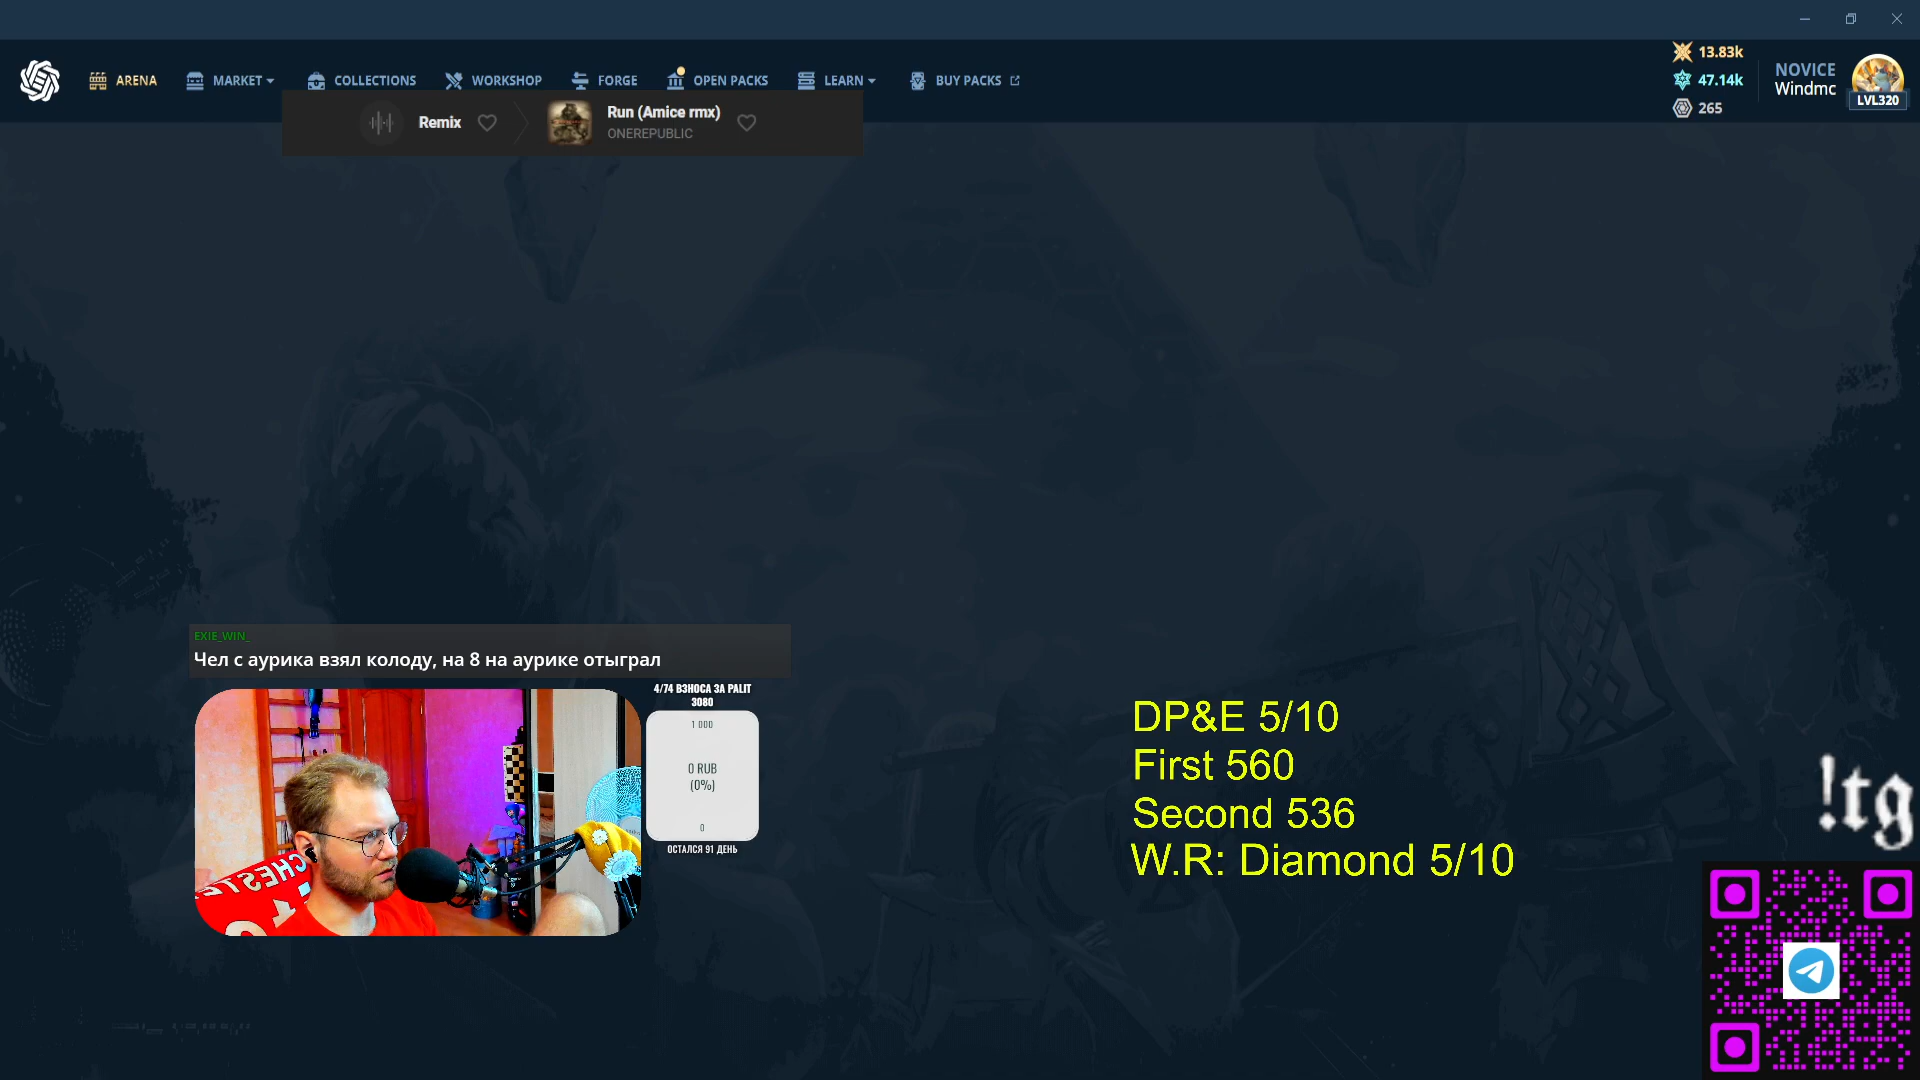 ARENA
MARKET
COLLECTIONS
WORKSHOP
FORGE
OPEN PACKS
LEARN
BUY PACKS
13.83k
47.14k
265
NOVICE
Windmc
LVL320
Remix
Run (Amice rmx)
ONEREPUBLIC
EXIE_WIN_
Чел с аурика взял колоду, на 8 на аурике отыграл
4/74 ВЗНОСА ЗА PALIT
3080
1 000
0 RUB
(0%)
0
ОСТАЛСЯ 91 ДЕНЬ
CHESTE
DP&E 5/10
First 560
Second 536
W.R: Diamond 5/10
!tg